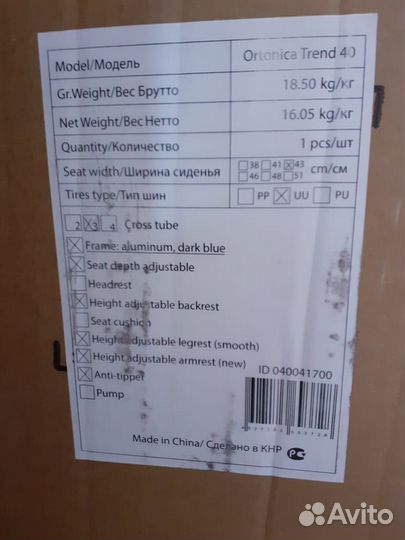 Model/Модель Ortonica Trend 40
Gr.Weight/Вес Брутто 18.50 kg/кг
Net Weight/Вес Нетто 16.05 kg/кг
Quantity/Количество 1 pcs/шт
Seat width/Ширина сиденья 38 41 43 cm/см
46 48 51
Tires type/Тип шин PP UU PU
2 3 4 Cross tube
Frame: aluminum, dark blue
Seat depth adjustable
Headrest
Height adjustable backrest
Seat cushion
Height adjustable legrest (smooth)
Height adjustable armrest (new)
Anti-tipper
ID 040041700
Pump
Made in China/ Сделано в КНР
Avito